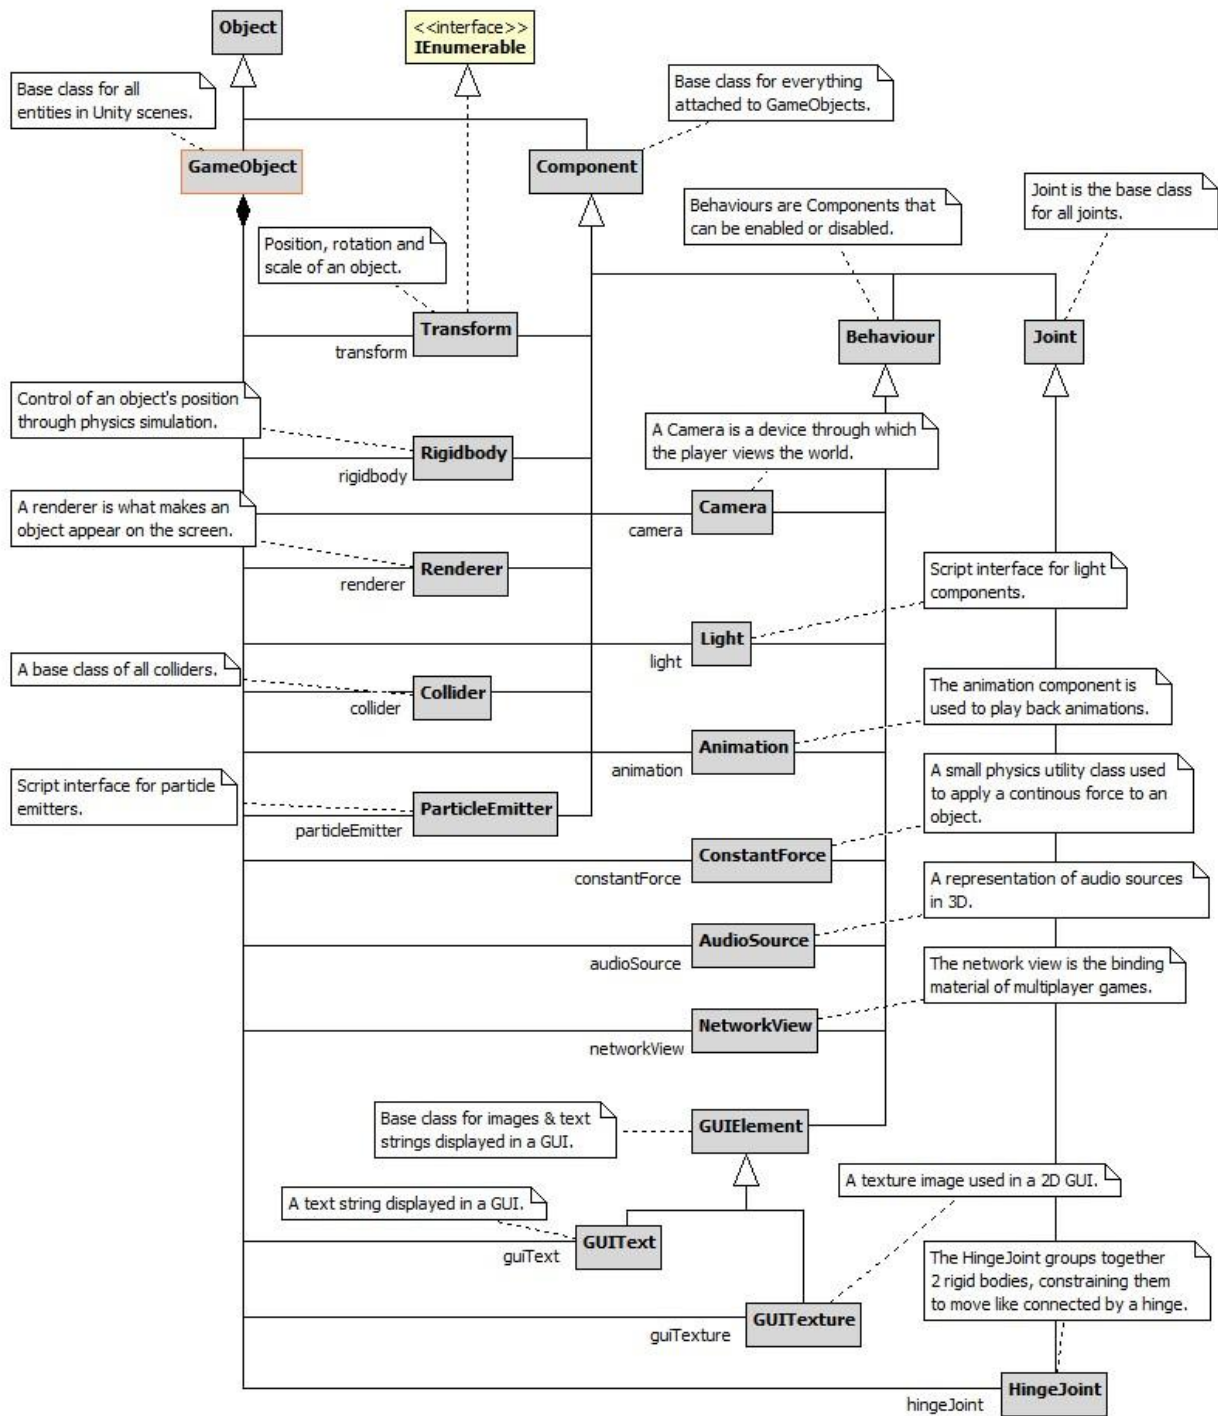 Object
<<interface>>
IEnumerable
Base class for all
entities in Unity scenes.
Base class for everything
attached to GameObjects.
GameObject
Component
Behaviours are Components that
can be enabled or disabled.
Joint is the base class
for all joints.
Position, rotation and
scale of an object.
Transform
transform
Behaviour
Joint
Control of an object's position
through physics simulation.
Rigidbody
rigidbody
A Camera is a device through which
the player views the world.
Camera
camera
A renderer is what makes an
object appear on the screen.
Renderer
renderer
Script interface for light
components.
Light
light
A base class of all colliders.
Collider
collider
The animation component is
used to play back animations.
Animation
animation
Script interface for particle
emitters.
ParticleEmitter
particleEmitter
A small physics utility class used
to apply a continous force to an
object.
ConstantForce
constantForce
A representation of audio sources
in 3D.
AudioSource
audioSource
The network view is the binding
material of multiplayer games.
NetworkView
networkView
Base class for images & text
strings displayed in a GUI.
GUIElement
A texture image used in a 2D GUI.
A text string displayed in a GUI.
GUIText
guiText
The HingeJoint groups together
2 rigid bodies, constraining them
to move like connected by a hinge.
GUITexture
guiTexture
HingeJoint
hingeJoint